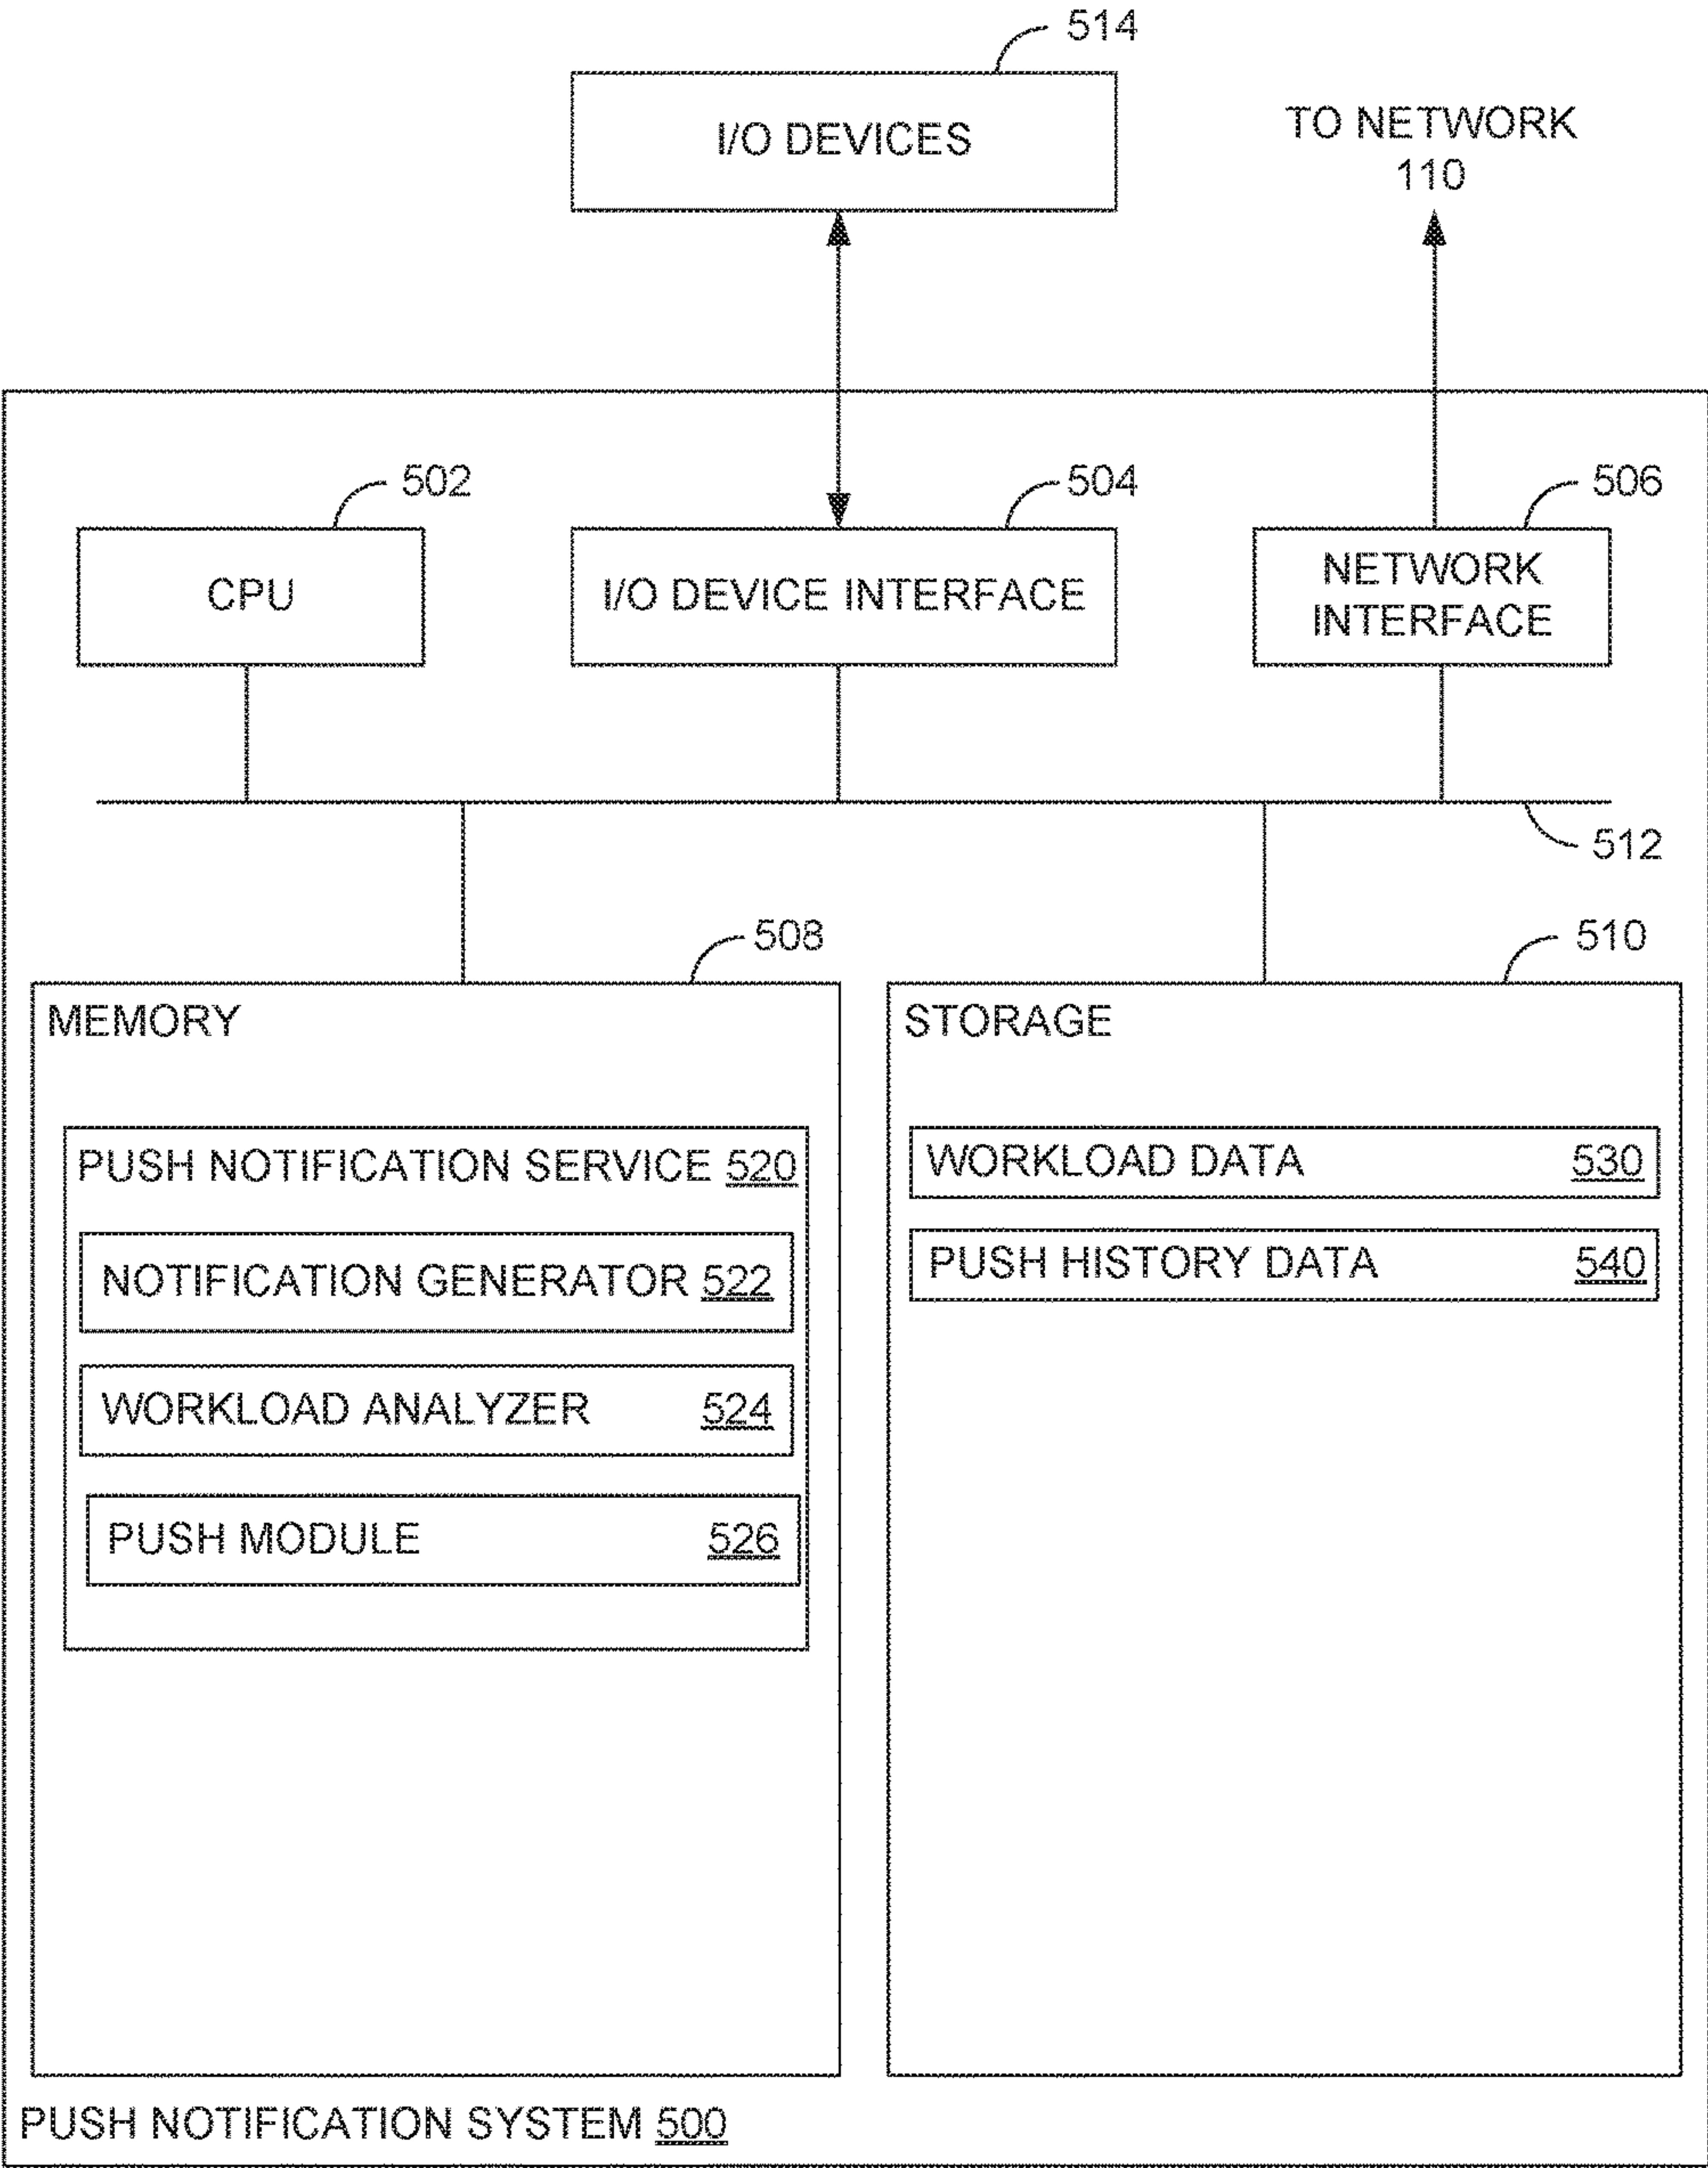 514
I/O DEVICES
TO NETWORK
110
502
504
506
CPU
I/O DEVICE INTERFACE
NETWORK
INTERFACE
512
508
510
MEMORY
STORAGE
PUSH NOTIFICATION SERVICE 520
NOTIFICATION GENERATOR 522
WORKLOAD ANALYZER 524
PUSH MODULE 526
WORKLOAD DATA 530
PUSH HISTORY DATA 540
PUSH NOTIFICATION SYSTEM 500